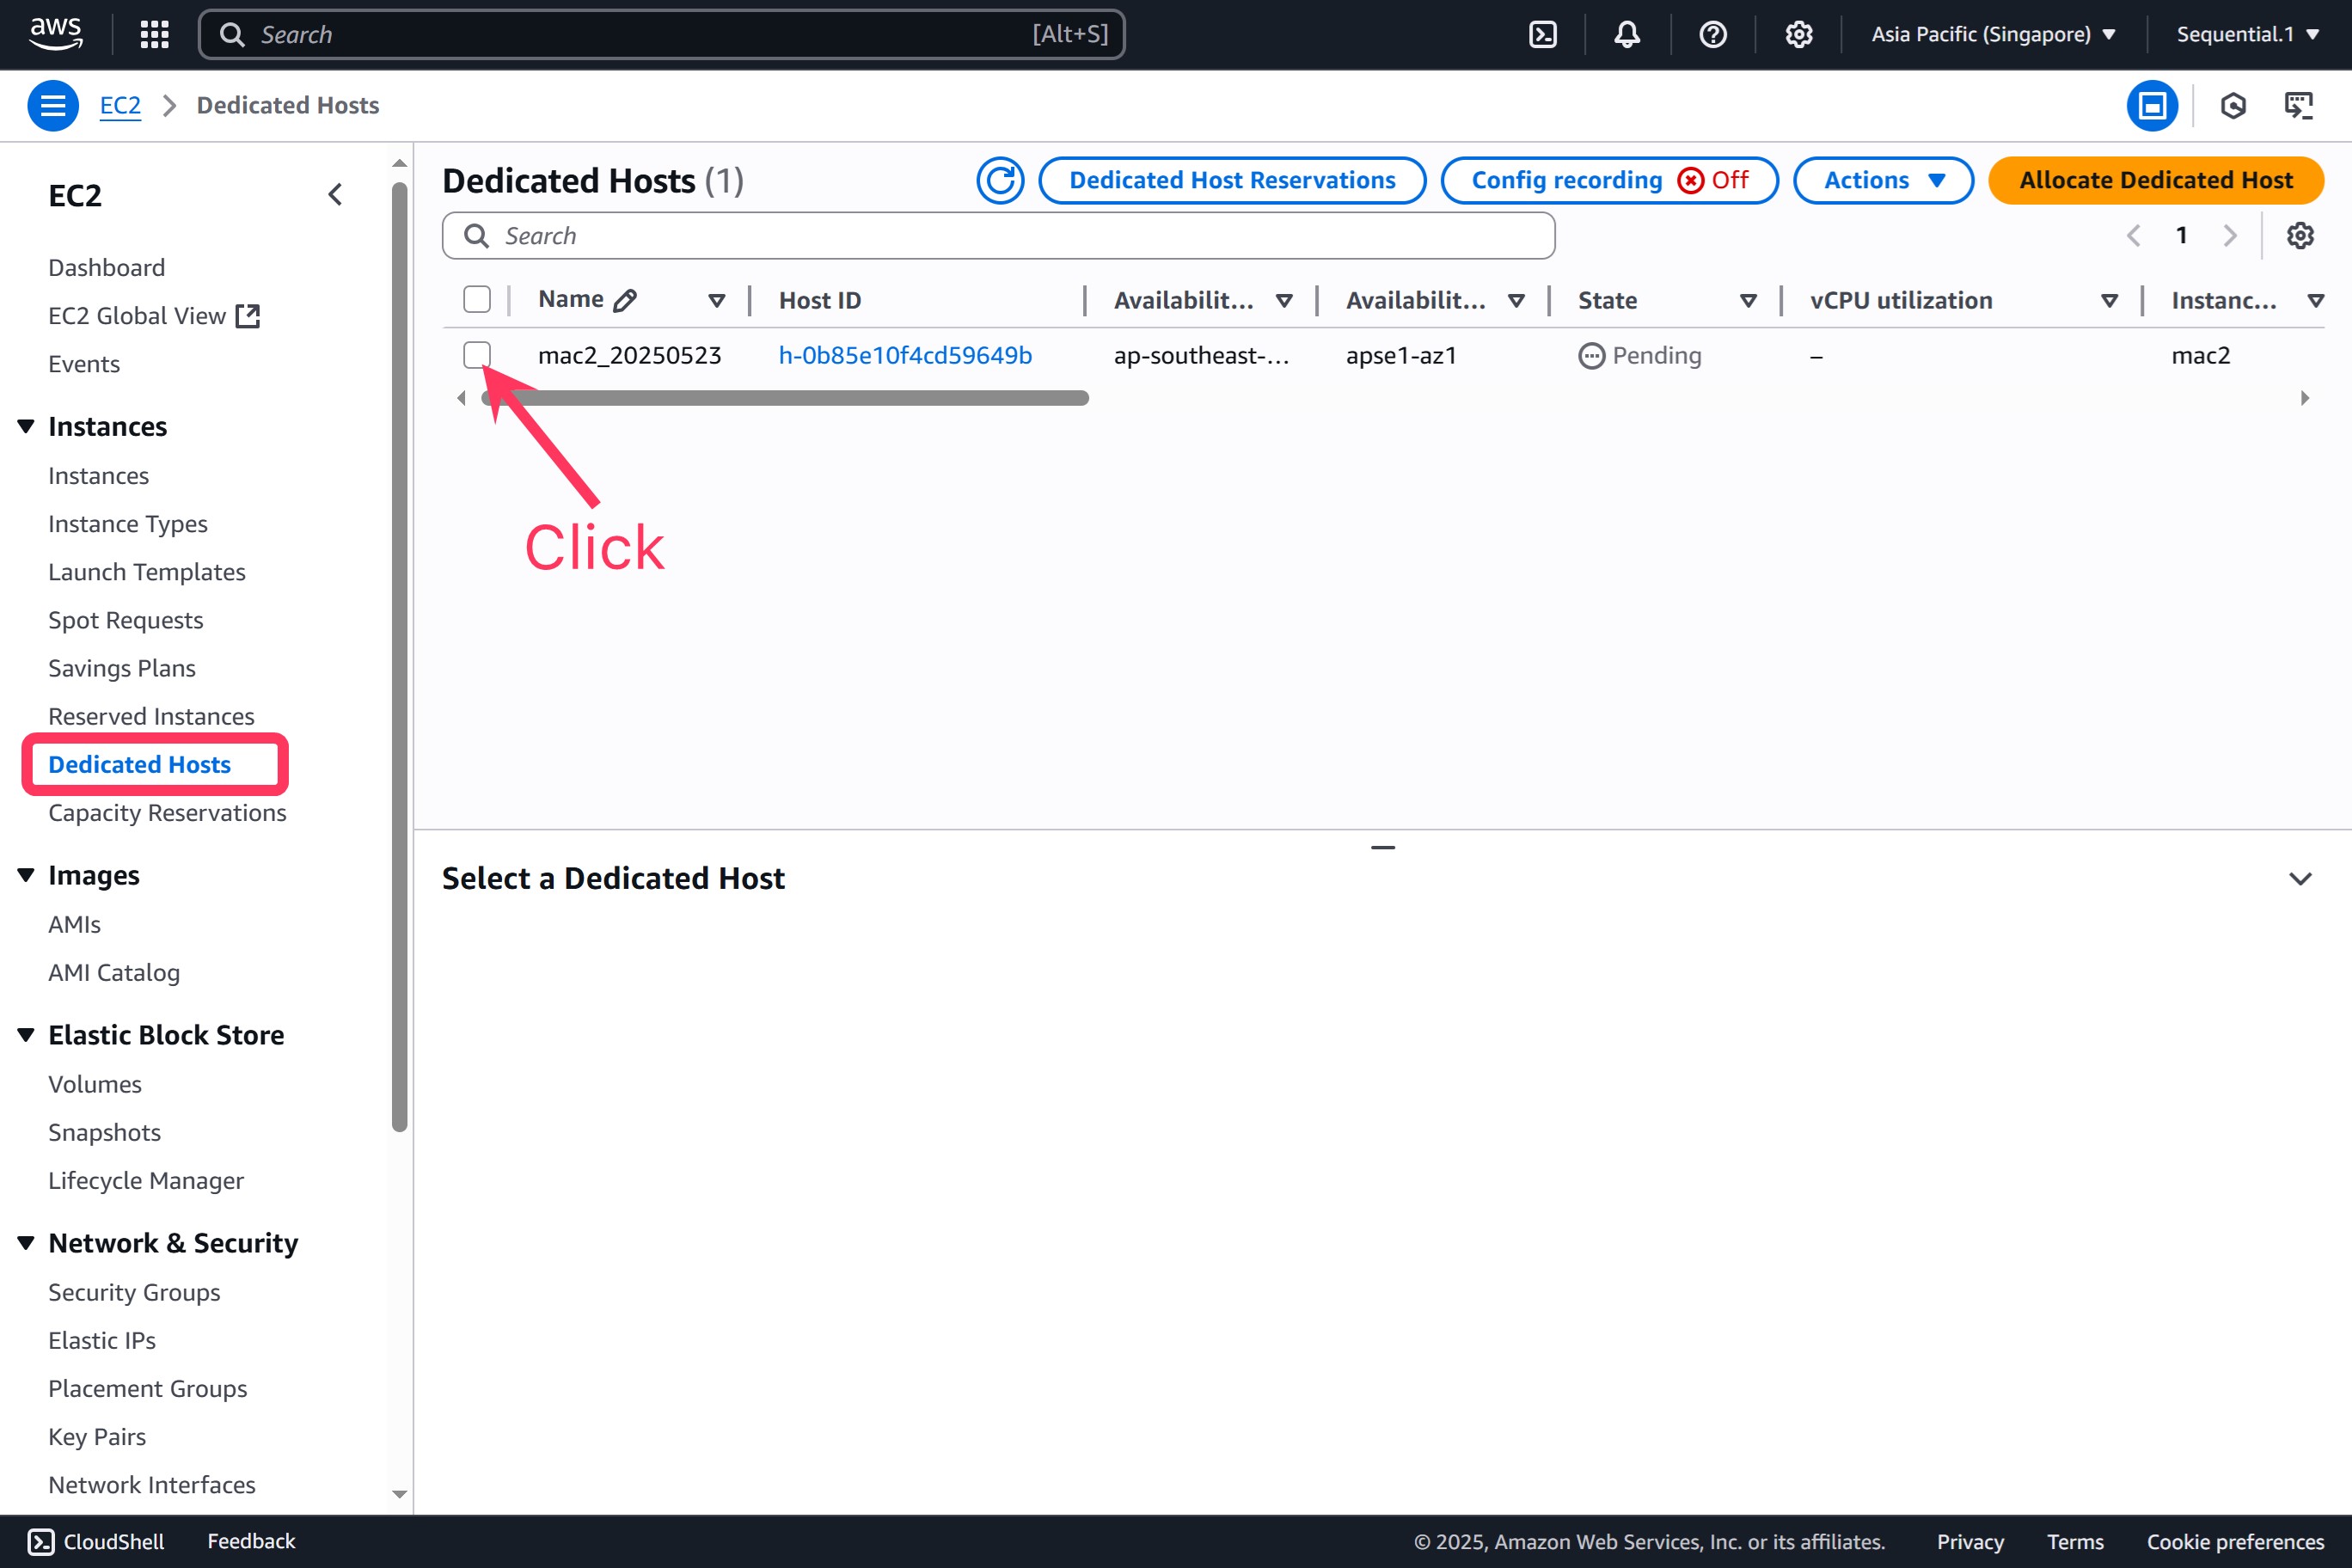 aws
Search [Alt+S]
Asia Pacific (Singapore)
Sequential.1
EC2 Dedicated Hosts
EC2
Dashboard
EC2 Global View
Events
Instances
Instances
Instance Types
Launch Templates
Spot Requests
Savings Plans
Reserved Instances
Dedicated Hosts
Capacity Reservations
Images
AMIs
AMI Catalog
Elastic Block Store
Volumes
Snapshots
Lifecycle Manager
Network & Security
Security Groups
Elastic IPs
Placement Groups
Key Pairs
Network Interfaces
Dedicated Hosts (1)
Dedicated Host Reservations
Config recording Off
Actions
Allocate Dedicated Host
Search
1
Name Host ID Availabilit... Availabilit... State vCPU utilization Instanc...
mac2_20250523 h-0b85e10f4cd59649b ap-southeast-... apse1-az1 Pending – mac2
Click
Select a Dedicated Host
CloudShell Feedback © 2025, Amazon Web Services, Inc. or its affiliates. Privacy Terms Cookie preferences